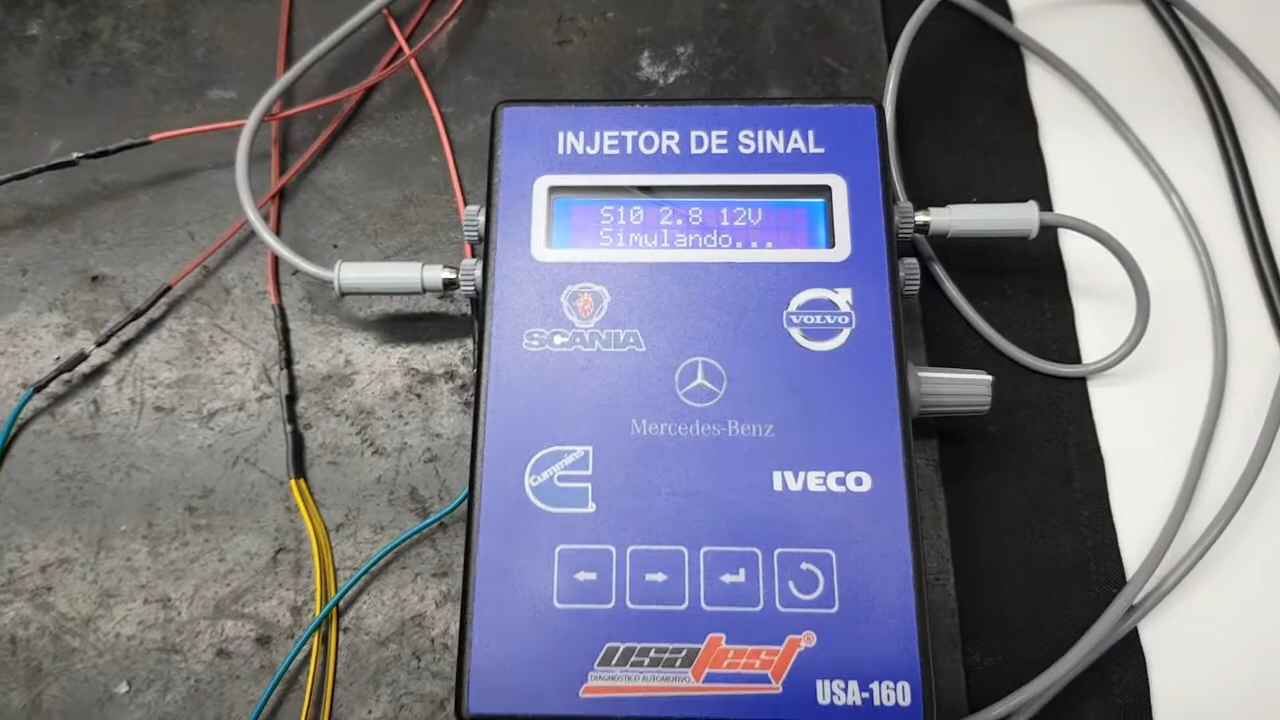 INJETOR DE SINAL
S10 2.8 12V
Simulando...
SCANIA
VOLVO
Mercedes-Benz
Cummins
IVECO
usatest®
DIAGNÓSTICO AUTOMOTIVO
USA-160